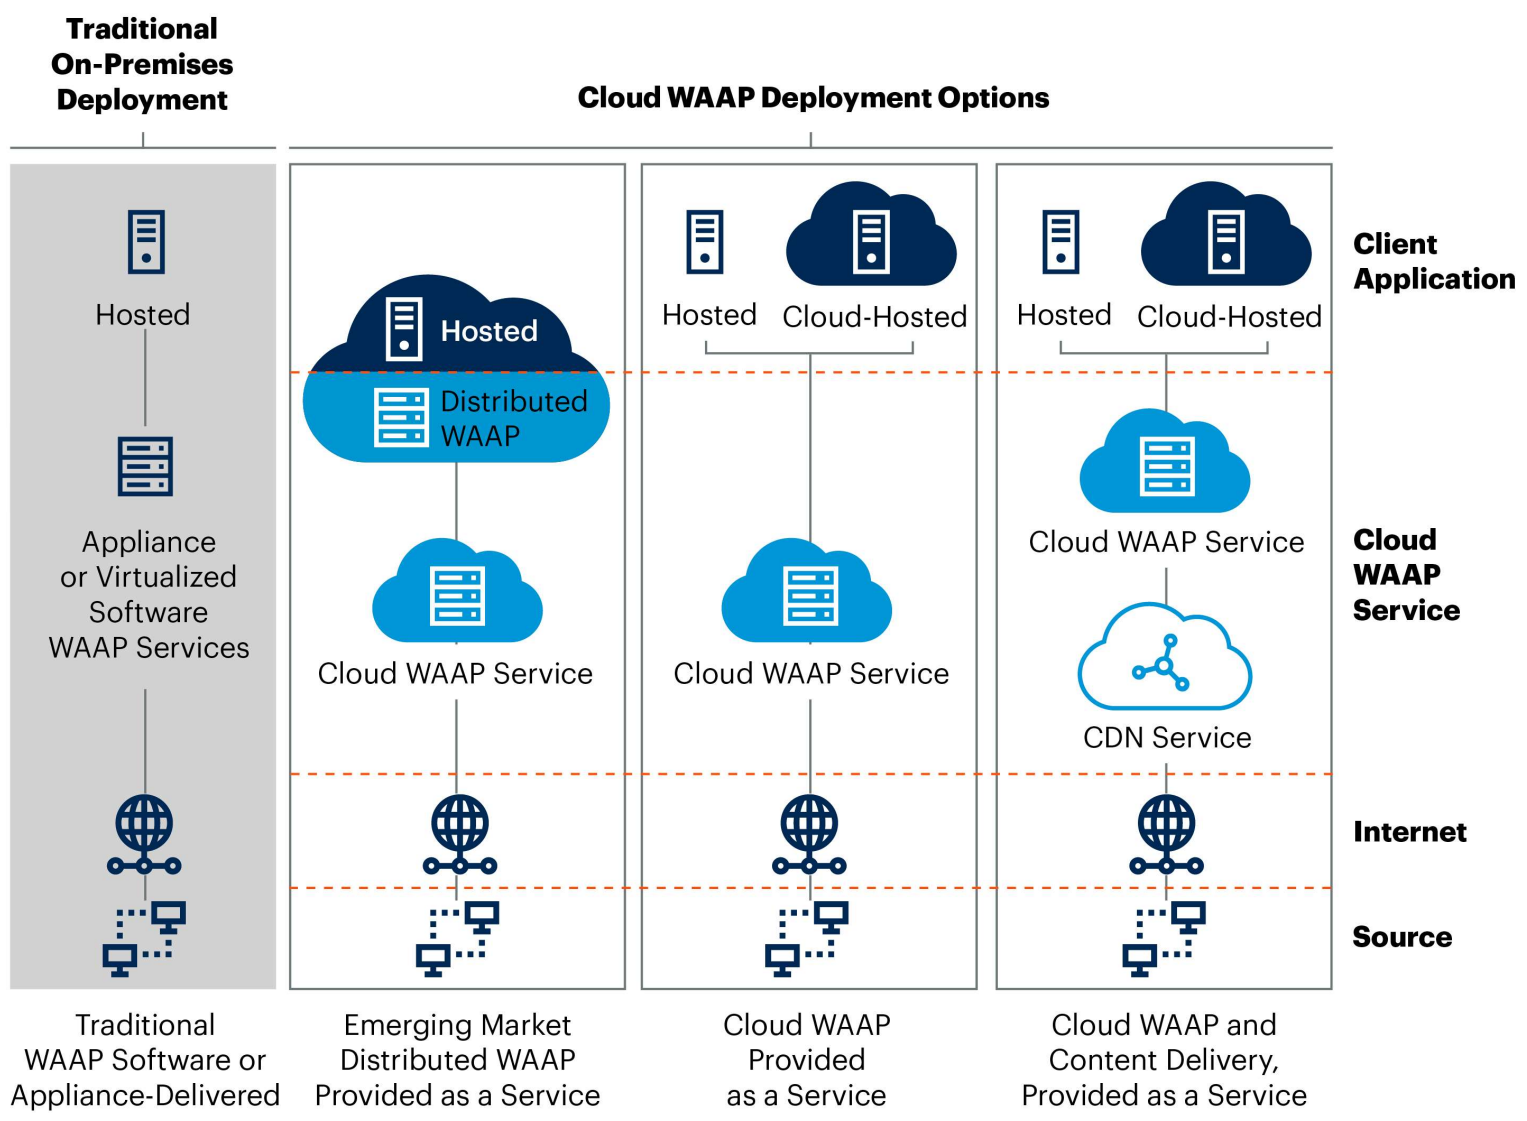 Traditional
On-Premises
Deployment
Cloud WAAP Deployment Options
Hosted
Appliance
or Virtualized
Software
WAAP Services
Hosted
Distributed
WAAP
Cloud WAAP Service
Hosted
Cloud-Hosted
Cloud WAAP Service
Hosted
Cloud-Hosted
Cloud WAAP Service
CDN Service
Client
Application
Cloud
WAAP
Service
Internet
Source
Traditional
WAAP Software or
Appliance-Delivered
Emerging Market
Distributed WAAP
Provided as a Service
Cloud WAAP
Provided
as a Service
Cloud WAAP and
Content Delivery,
Provided as a Service